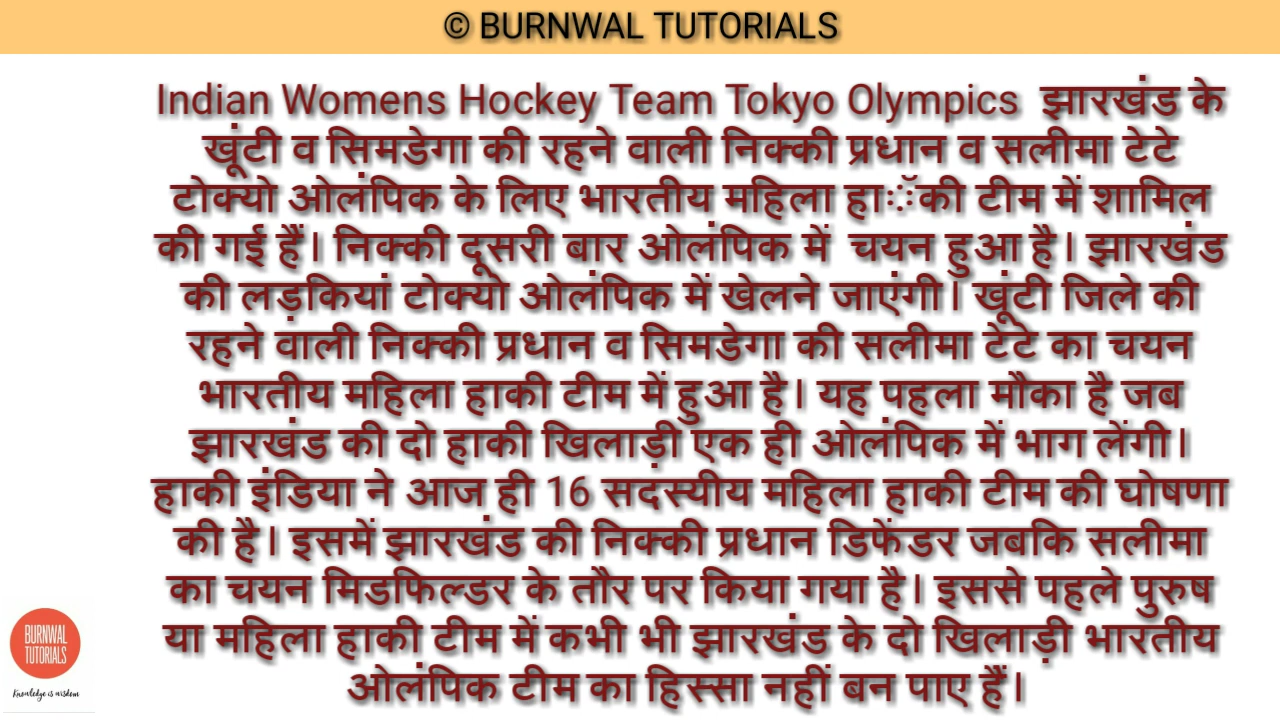 © BURNWAL TUTORIALS
Indian Womens Hockey Team Tokyo Olympics झारखंड के
खूंटी व सिमडेगा की रहने वाली निक्की प्रधान व सलीमा टेटे
टोक्यो ओलंपिक के लिए भारतीय महिला हाॅकी टीम में शामिल
की गई हैं। निक्की दूसरी बार ओलंपिक में चयन हुआ है। झारखंड
की लड़कियां टोक्यो ओलंपिक में खेलने जाएंगी। खूंटी जिले की
रहने वाली निक्की प्रधान व सिमडेगा की सलीमा टेटे का चयन
भारतीय महिला हाकी टीम में हुआ है। यह पहला मौका है जब
झारखंड की दो हाकी खिलाड़ी एक ही ओलंपिक में भाग लेंगी।
हाकी इंडिया ने आज ही 16 सदस्यीय महिला हाकी टीम की घोषणा
की है। इसमें झारखंड की निक्की प्रधान डिफेंडर जबकि सलीमा
का चयन मिडफिल्डर के तौर पर किया गया है। इससे पहले पुरुष
या महिला हाकी टीम में कभी भी झारखंड के दो खिलाड़ी भारतीय
ओलंपिक टीम का हिस्सा नहीं बन पाए हैं।
BURNWAL
TUTORIALS
Knowledge is wisdom